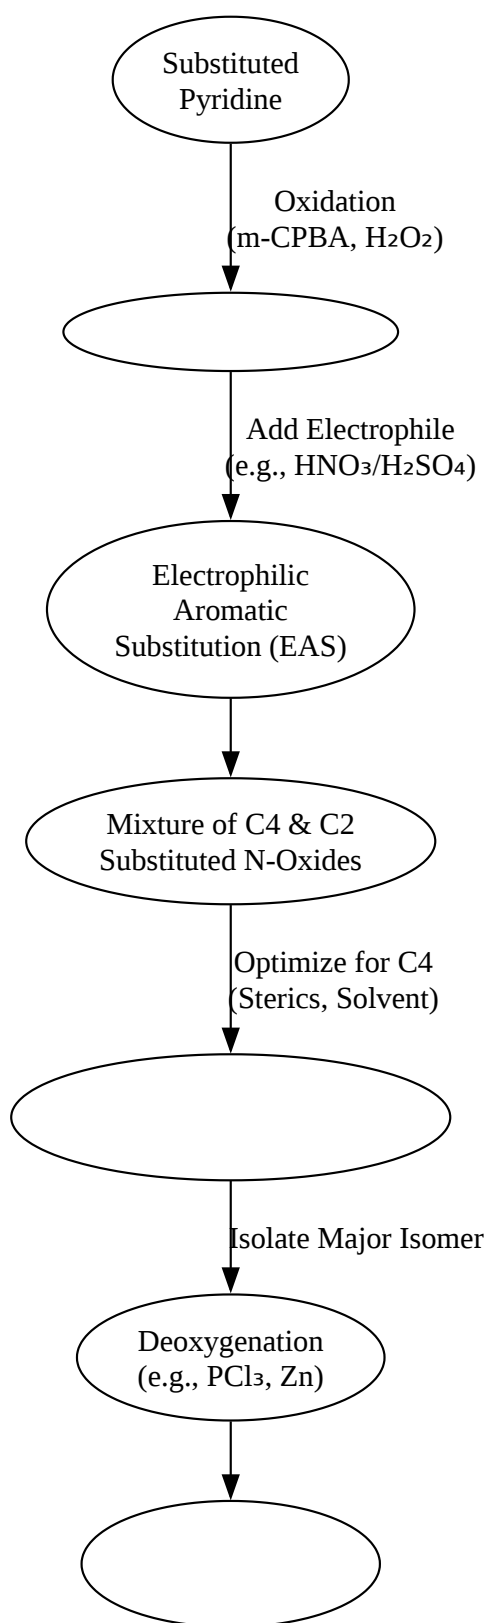 Substituted
Pyridine
Oxidation
(m-CPBA, H₂O₂)
Add Electrophile
(e.g., HNO₃/H₂SO₄)
Electrophilic
Aromatic
Substitution (EAS)
Mixture of C4 & C2
Substituted N-Oxides
Optimize for C4
(Sterics, Solvent)
Isolate Major Isomer
Deoxygenation
(e.g., PCl₃, Zn)